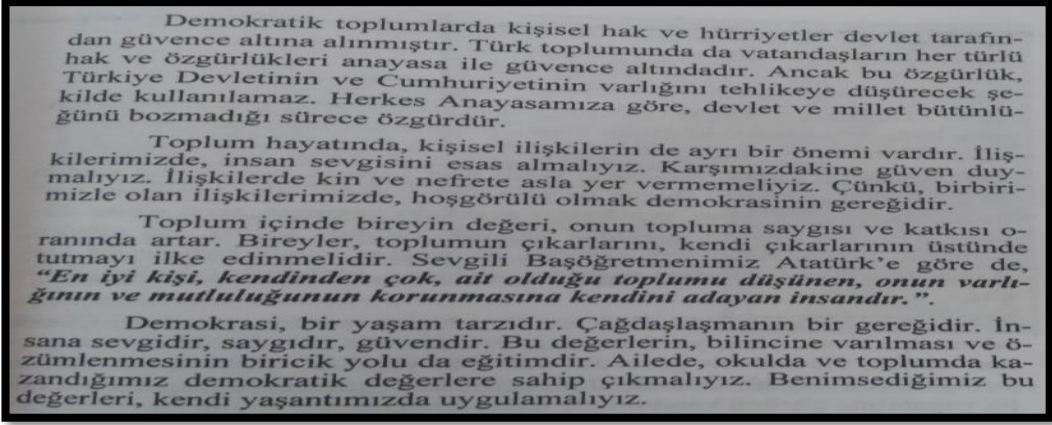 Demokratik toplumlarda kişisel hak ve hürriyetler devlet tarafın-
dan güvence altına alınmıştır. Türk toplumunda da vatandaşların her türlü
hak ve özgürlükleri anayasa ile güvence altındadır. Ancak bu özgürlük,
Türkiye Devletinin ve Cumhuriyetinin varlığını tehlikeye düşürecek şe-
kilde kullanılamaz. Herkes Anayasamıza göre, devlet ve millet bütünlü-
ğünü bozmadığı sürece özgürdür.
Toplum hayatında, kişisel ilişkilerin de ayrı bir önemi vardır. İliş-
kilerimizde, insan sevgisini esas almalıyız. Karşımızdakine güven duy-
malıyız. İlişkilerde kin ve nefrete asla yer vermemeliyiz. Çünkü, birbiri-
mizle olan ilişkilerimizde, hoşgörülü olmak demokrasinin gereğidir.
Toplum içinde bireyin değeri, onun topluma saygısı ve katkısı o-
ranında artar. Bireyler, toplumun çıkarlarını, kendi çıkarlarının üstünde
tutmayı ilke edinmelidir. Sevgili Başöğretmenimiz Atatürk'e göre de,
"En iyi kişi, kendinden çok, ait olduğu toplumu düşünen, onun varlı-
ğının ve mutluluğunun korunmasına kendini adayan insandır.".
Demokrasi, bir yaşam tarzıdır. Çağdaşlaşmanın bir gereğidir. İn-
sana sevgidir, saygıdır, güvendir. Bu değerlerin, bilincine varılması ve ö-
zümlenmesinin biricik yolu da eğitimdir. Ailede, okulda ve toplumda ka-
zandığımız demokratik değerlere sahip çıkmalıyız. Benimsediğimiz bu
değerleri, kendi yaşantımızda uygulamalıyız.